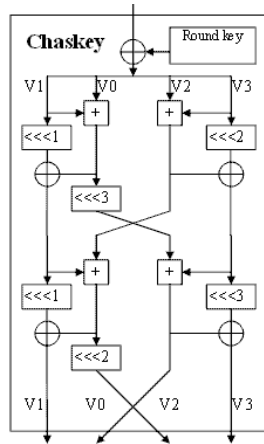 Chaskey
Round key
V1 V0 V2 V3
+ +
<<<1 <<<2
<<<3
+ +
<<<1 <<<3
<<<2
V1 V0 V2 V3